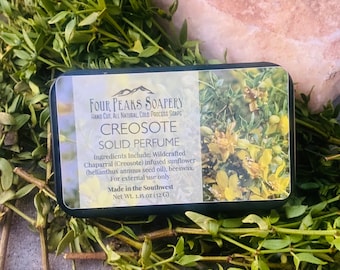 FOUR PEAKS SOAPERY
HAND CUT, ALL NATURAL, COLD PROCESS SOAPS
CREOSOTE
SOLID PERFUME
Ingredients Include: Wildcrafted
Chaparral (Creosote) infused sunflower
(helianthus annuus seed oil), beeswax.
For external use only
Made in the Southwest
Net Wt. 1.15 oz (